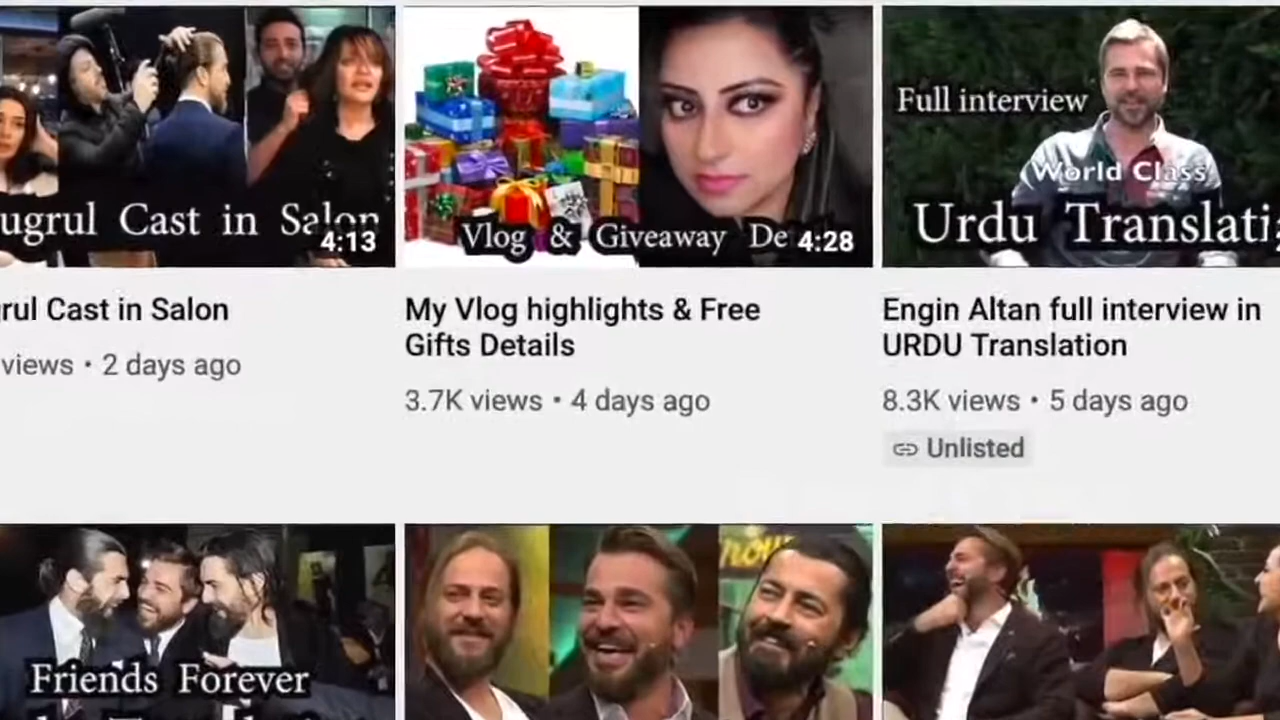 ugrul Cast in Salon
4:13
Vlog & Giveaway De
4:28
Full interview
World Class
Urdu Translati
rul Cast in Salon
views • 2 days ago
My Vlog highlights & Free
Gifts Details
3.7K views • 4 days ago
Engin Altan full interview in
URDU Translation
8.3K views • 5 days ago
Unlisted
Friends Forever